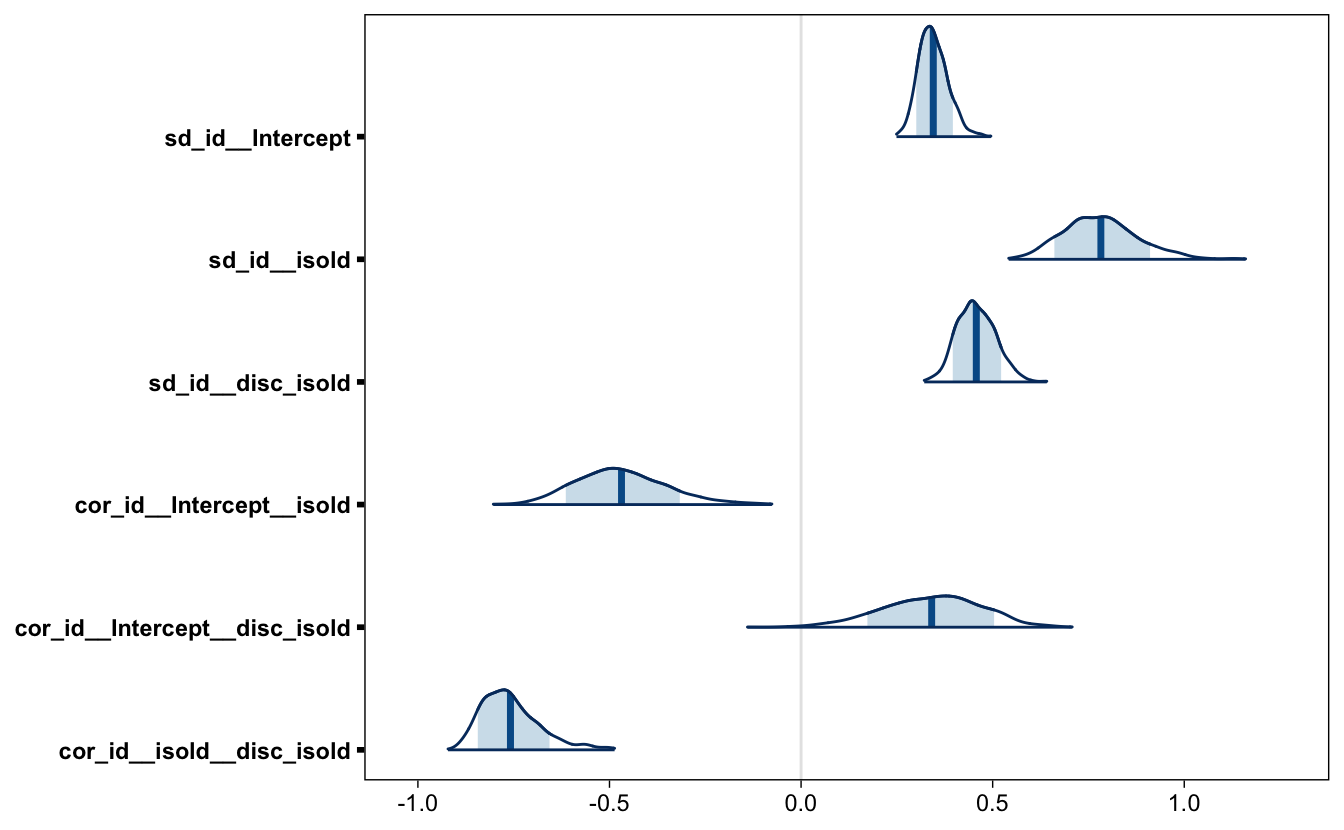 sd_id__Intercept
sd_id__isold
sd_id__disc_isold
cor_id__Intercept__isold
cor_id__Intercept__disc_isold
cor_id__isold__disc_isold
-1.0 -0.5 0.0 0.5 1.0